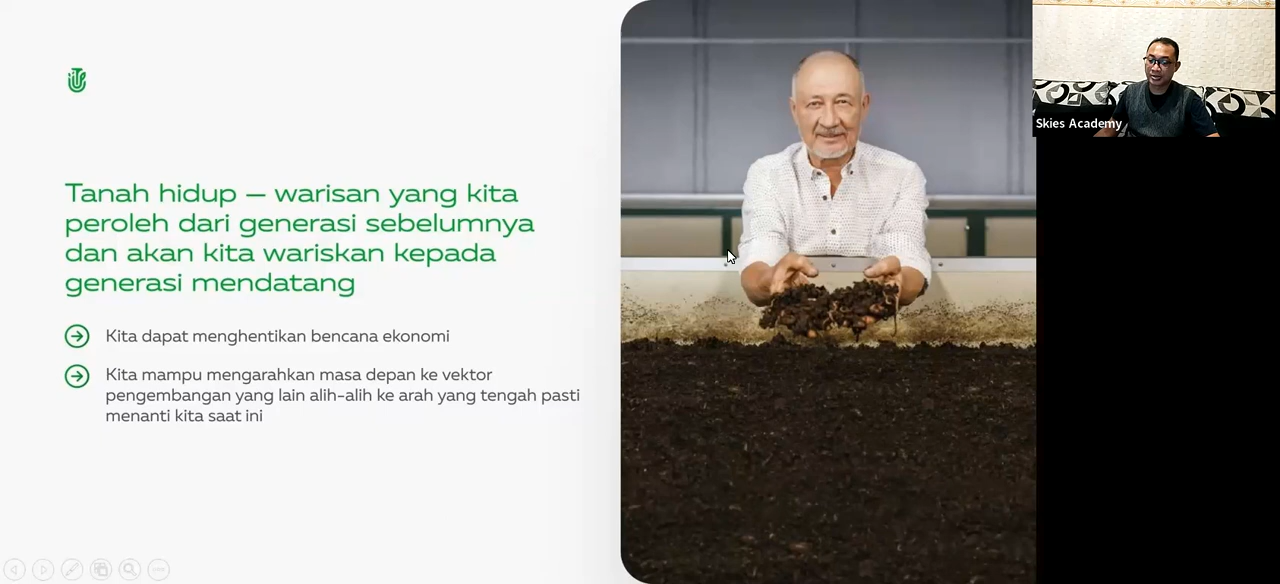 Tanah hidup — warisan yang kita
peroleh dari generasi sebelumnya
dan akan kita wariskan kepada
generasi mendatang
Kita dapat menghentikan bencana ekonomi
Kita mampu mengarahkan masa depan ke vektor
pengembangan yang lain alih-alih ke arah yang tengah pasti
menanti kita saat ini
Skies Academy